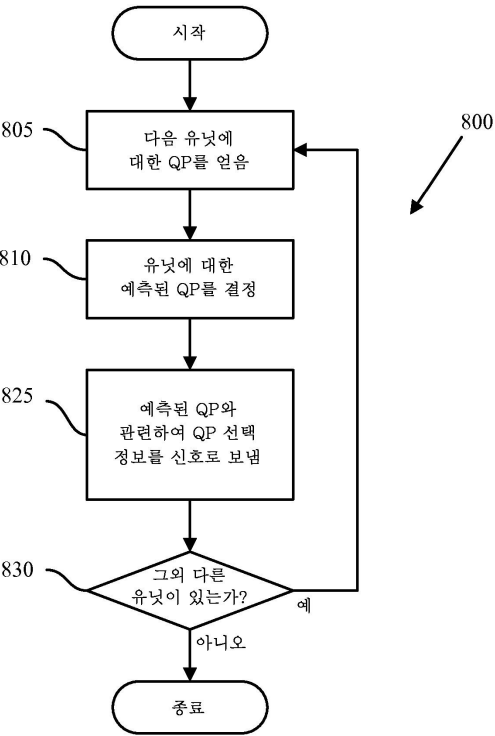 시작
805
다음 유닛에
대한 QP를 얻음
800
810
유닛에 대한
예측된 QP를 결정
825
예측된 QP와
관련하여 QP 선택
정보를 신호로 보냄
830
그외 다른
유닛이 있는가?
예
아니오
종료